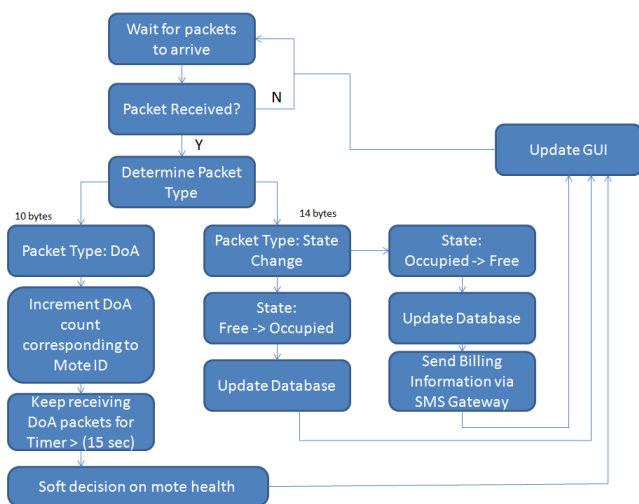 Wait for packets
to arrive
Packet Received?
N
Y
Update GUI
Determine Packet
Type
10 bytes
14 bytes
Packet Type: DoA
Packet Type: State
Change
State:
Occupied -> Free
Increment DoA
count
corresponding to
Mote ID
State:
Free -> Occupied
Update Database
Update Database
Send Billing
Information via
SMS Gateway
Keep receiving
DoA packets for
Timer > (15 sec)
Soft decision on mote health